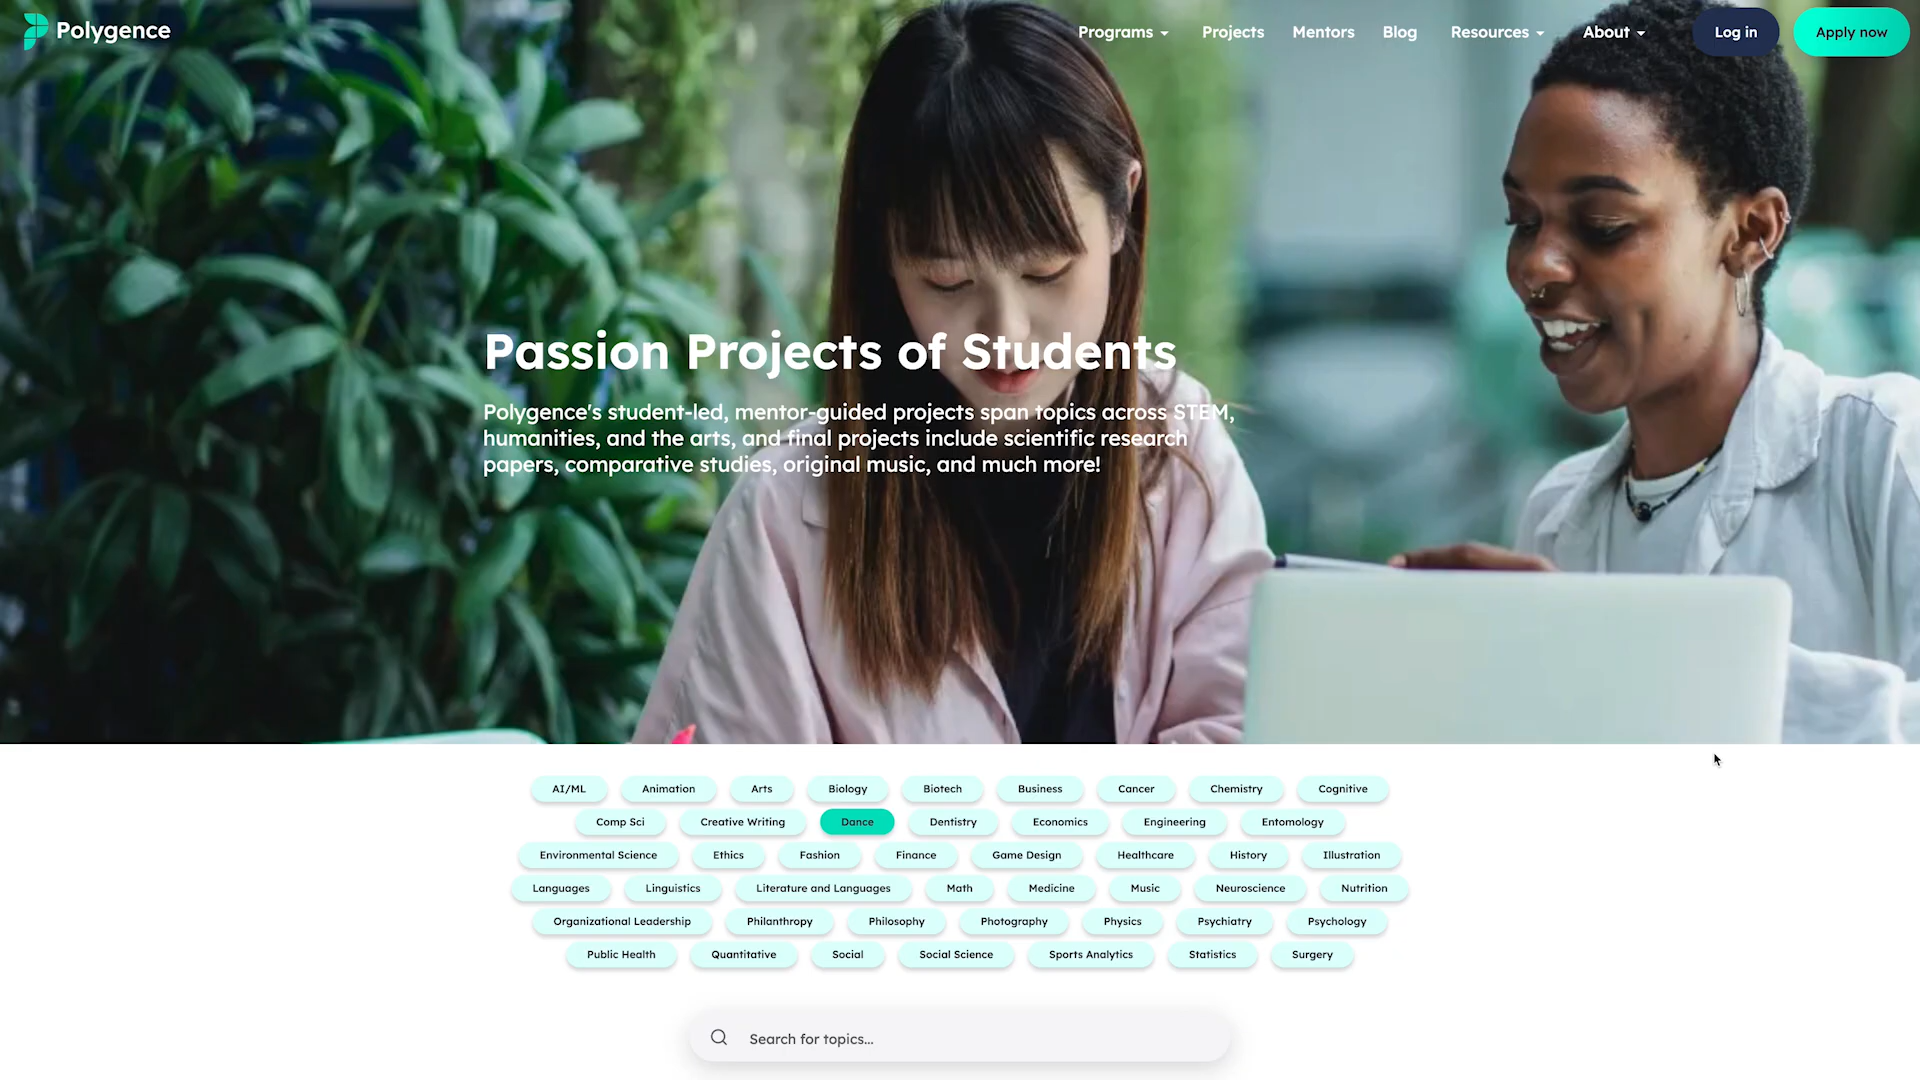 Polygence
Programs
Projects
Mentors
Blog
Resources
About
Log in
Apply now
Passion Projects of Students
Polygence's student-led, mentor-guided projects span topics across STEM,
humanities, and the arts, and final projects include scientific research
papers, comparative studies, original music, and much more!
AI/ML Animation Arts Biology Biotech Business Cancer Chemistry Cognitive
Comp Sci Creative Writing Dance Dentistry Economics Engineering Entomology
Environmental Science Ethics Fashion Finance Game Design Healthcare History Illustration
Languages Linguistics Literature and Languages Math Medicine Music Neuroscience Nutrition
Organizational Leadership Philanthropy Philosophy Photography Physics Psychiatry Psychology
Public Health Quantitative Social Social Science Sports Analytics Statistics Surgery
Search for topics...